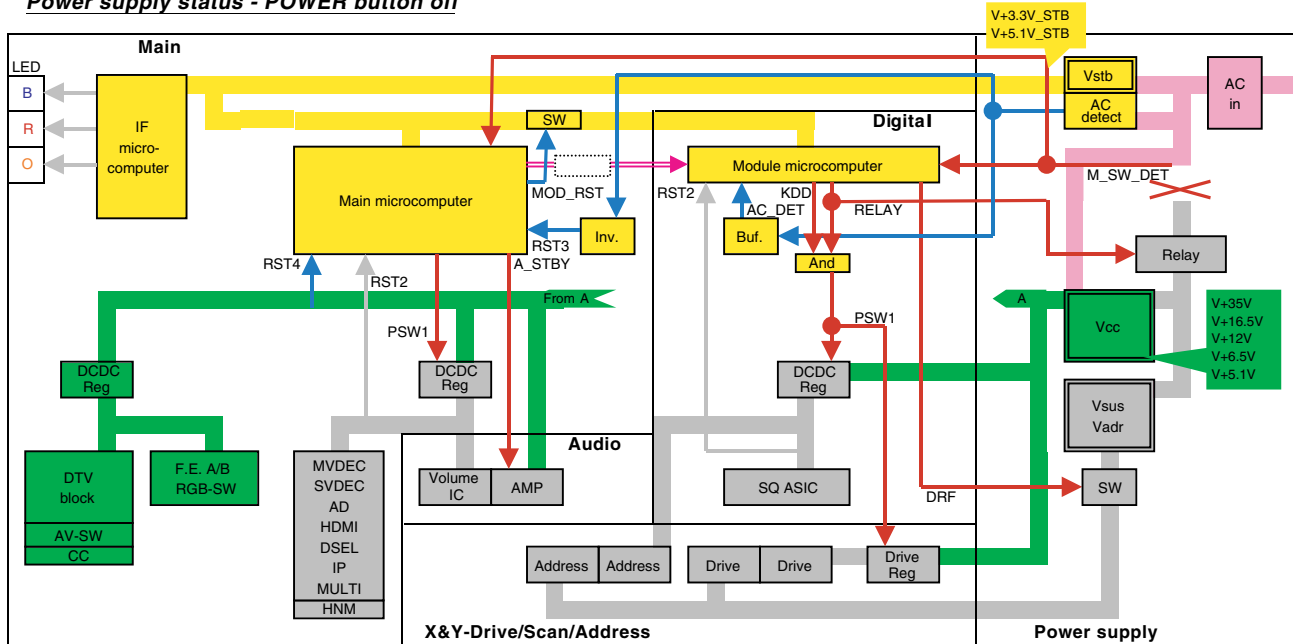 Power supply status - POWER button off
V+3.3V_STB
V+5.1V_STB
Main
LED
B
R
O
IF
micro-
computer
SW
Digital
Vstb
AC
detect
AC
in
Main microcomputer
MOD_RST
Module microcomputer
M_SW_DET
RST2
KDD
AC_DET
RELAY
RST3
Inv.
Buf.
And
Relay
RST4
RST2
A_STBY
From A
A
Vcc
V+35V
V+16.5V
V+12V
V+6.5V
V+5.1V
PSW1
PSW1
DCDC
Reg
DCDC
Reg
DCDC
Reg
Vsus
Vadr
Audio
DTV
block
AV-SW
CC
F.E. A/B
RGB-SW
MVDEC
SVDEC
AD
HDMI
DSEL
IP
MULTI
HNM
Volume
IC
AMP
SQ ASIC
DRF
SW
Address
Address
Drive
Drive
Drive
Reg
X&Y-Drive/Scan/Address
Power supply